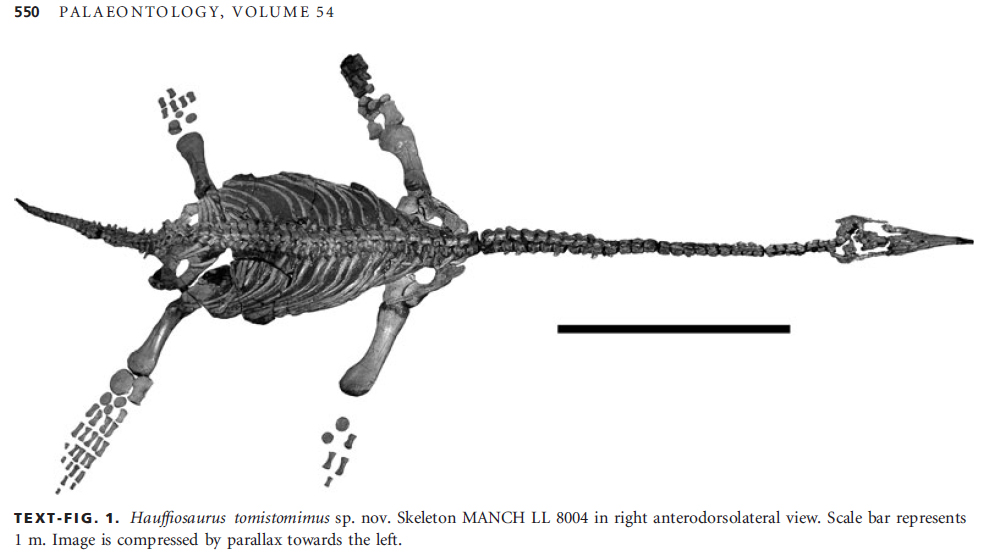 550 PALAEONTOLOGY, VOLUME 54
TEXT-FIG. 1. Hauffiosaurus tomistomimus sp. nov. Skeleton MANCH LL 8004 in right anterodorsolateral view. Scale bar represents
1 m. Image is compressed by parallax towards the left.